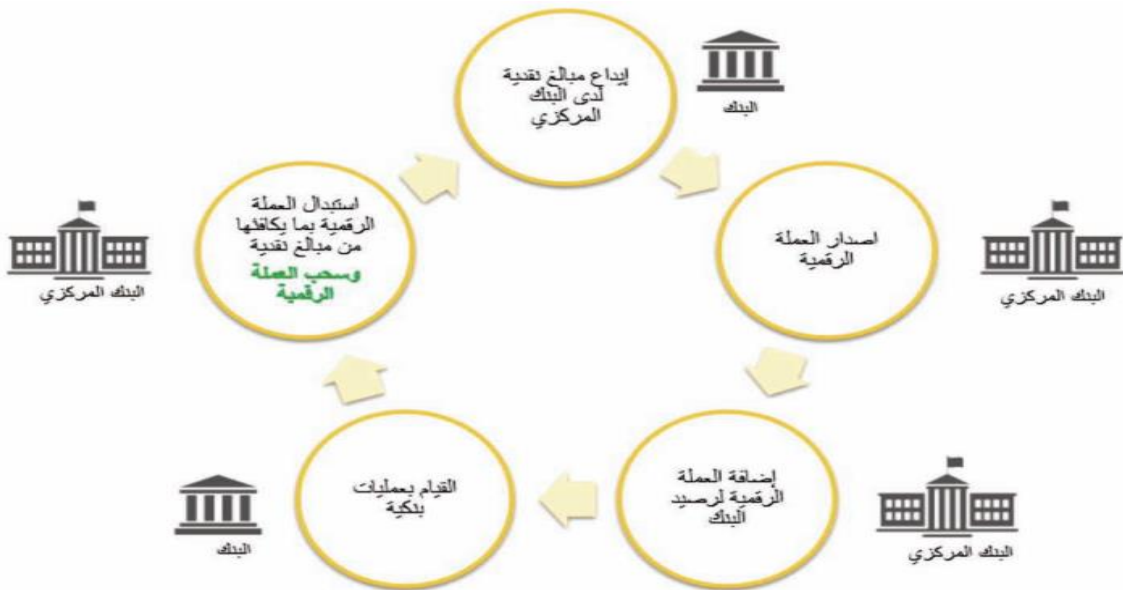 إيداع مبالغ نقدية
لدى البنك
المركزي
البنك
اصدار العملة
الرقمية
البنك المركزي
إضافة العملة
الرقمية لرصيد
البنك
البنك المركزي
القيام بعمليات
بنكية
البنك
استبدال العملة
الرقمية بما يكافئها
من مبالغ نقدية
وسحب العملة
الرقمية
البنك المركزي